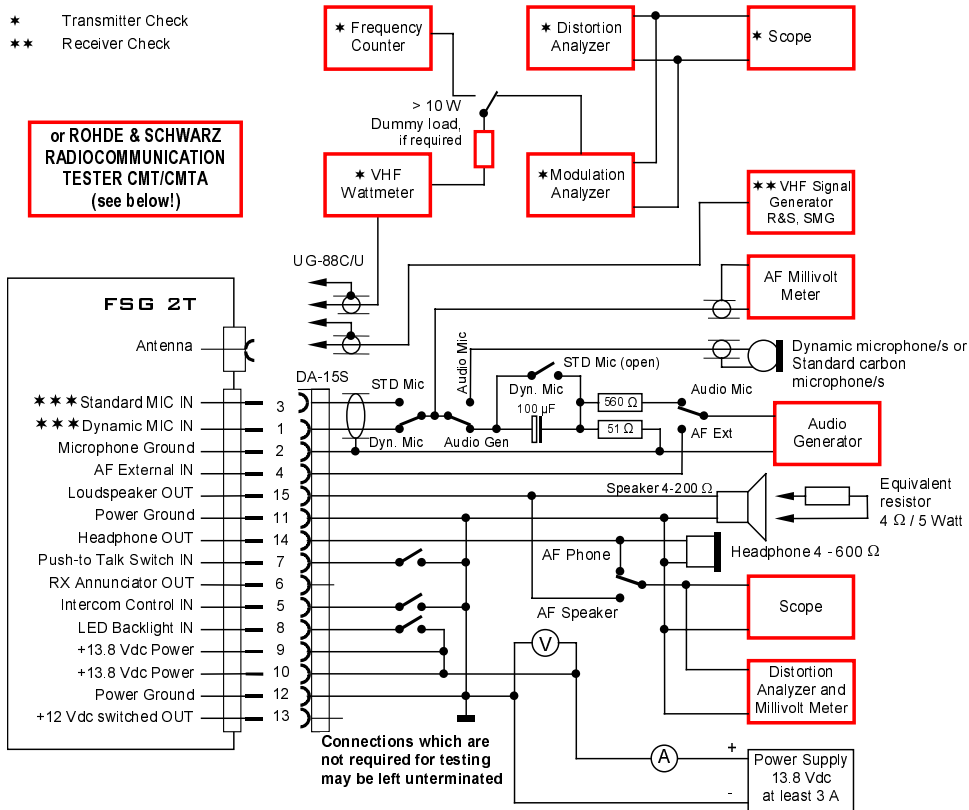 ★ Transmitter Check
★★ Receiver Check
★ Frequency
Counter
★ Distortion
Analyzer
★ Scope
> 10 W
Dummy load,
if required
or ROHDE & SCHWARZ
RADIOCOMMUNICATION
TESTER CMT/CMTA
(see below!)
★ VHF
Wattmeter
★ Modulation
Analyzer
★★ VHF Signal
Generator
R&S, SMG
UG-88C/U
AF Millivolt
Meter
FSG 2T
Antenna
DA-15S
STD Mic
Audio Mic
STD Mic (open)
Dyn. Mic
100 µF
Dynamic microphone/s or
Standard carbon
microphone/s
Audio Mic
560 Ω
51 Ω
AF Ext
Dyn. Mic
Audio Gen
Audio
Generator
★★★ Standard MIC IN 3
★★★ Dynamic MIC IN 1
Microphone Ground 2
AF External IN 4
Loudspeaker OUT 15
Power Ground 11
Headphone OUT 14
Push-to Talk Switch IN 7
RX Annunciator OUT 6
Intercom Control IN 5
LED Backlight IN 8
+13.8 Vdc Power 9
+13.8 Vdc Power 10
Power Ground 12
+12 Vdc switched OUT 13
Speaker 4-200 Ω
Equivalent
resistor
4 Ω / 5 Watt
AF Phone
Headphone 4 - 600 Ω
AF Speaker
Scope
V
Distortion
Analyzer and
Millivolt Meter
Connections which are
not required for testing
may be left unterminated
A
+
-
Power Supply
13.8 Vdc
at least 3 A